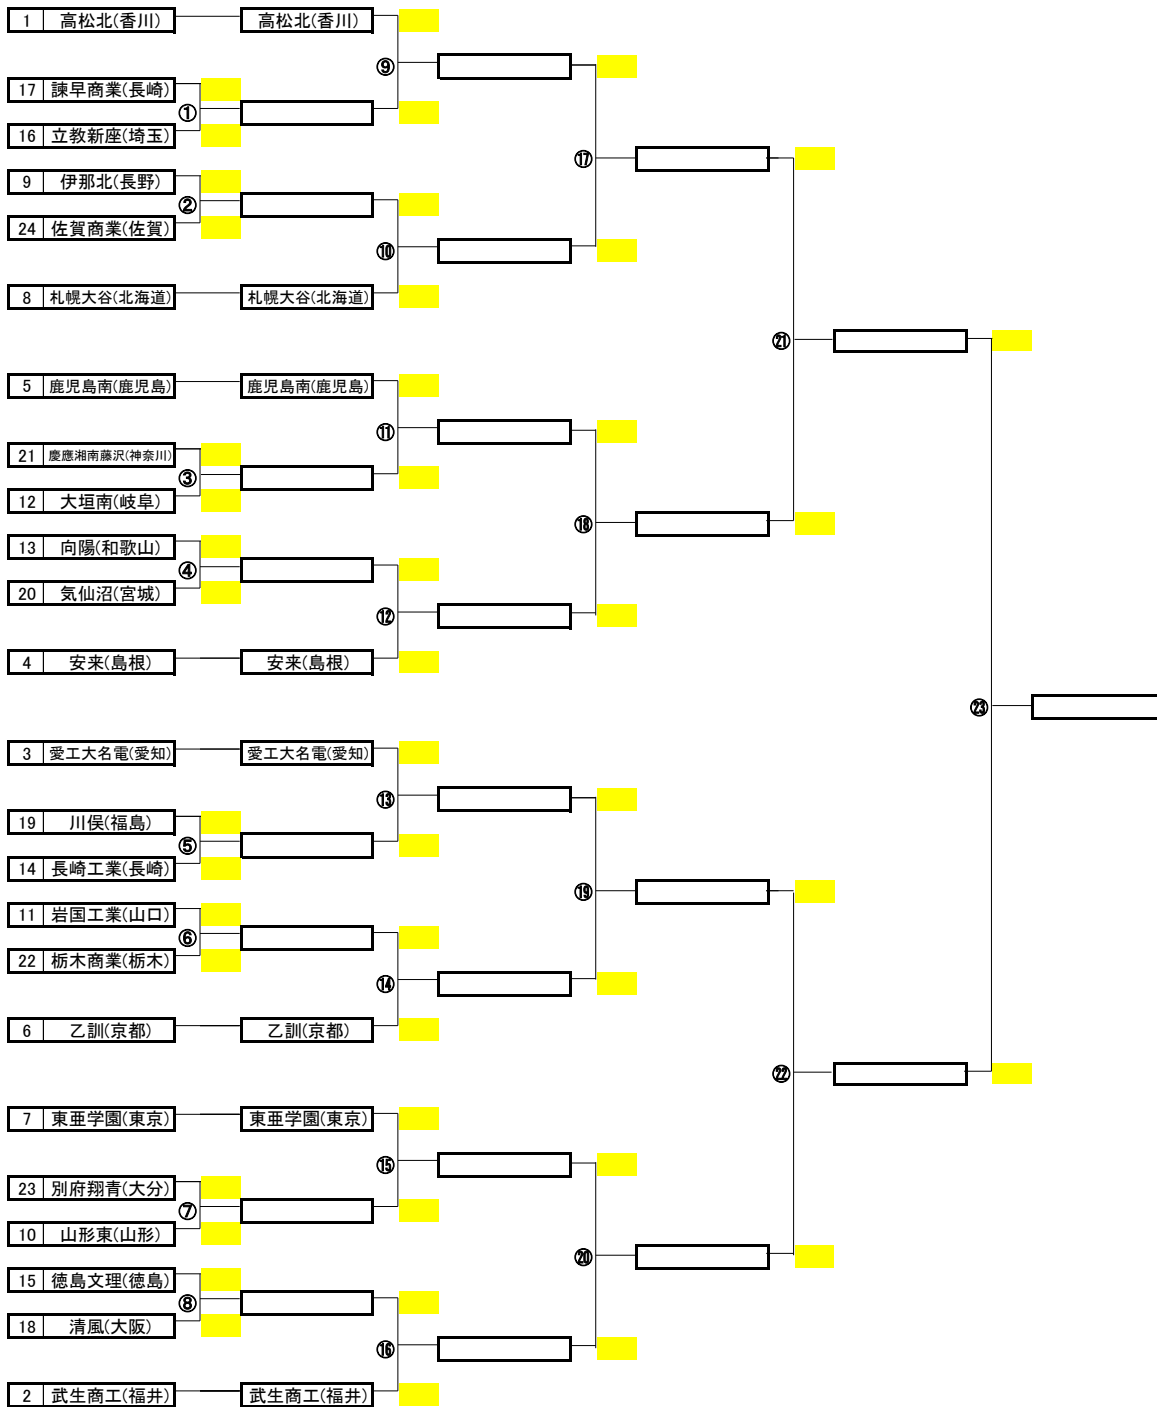 1 高松北(香川) 高松北(香川)
⑨
17 諫早商業(長崎)
①
16 立教新座(埼玉)
⑰
9 伊那北(長野)
②
24 佐賀商業(佐賀)
⑩
8 札幌大谷(北海道) 札幌大谷(北海道)
㉑
5 鹿児島南(鹿児島) 鹿児島南(鹿児島)
⑪
21 慶應湘南藤沢(神奈川)
③
12 大垣南(岐阜)
⑱
13 向陽(和歌山)
④
20 気仙沼(宮城)
⑫
4 安来(島根) 安来(島根)
㉓
3 愛工大名電(愛知) 愛工大名電(愛知)
⑬
19 川俣(福島)
⑤
14 長崎工業(長崎)
⑲
11 岩国工業(山口)
⑥
22 栃木商業(栃木)
⑭
6 乙訓(京都) 乙訓(京都)
㉒
7 東亜学園(東京) 東亜学園(東京)
⑮
23 別府翔青(大分)
⑦
10 山形東(山形)
⑳
15 徳島文理(徳島)
⑧
18 清風(大阪)
⑯
2 武生商工(福井) 武生商工(福井)